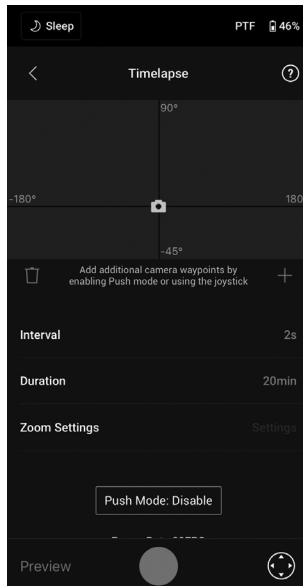 Sleep
PTF 46%
Timelapse
90°
-180° 180
-45°
Add additional camera waypoints by
enabling Push mode or using the joystick
Interval 2s
Duration 20min
Zoom Settings Settings
Push Mode: Disable
Preview